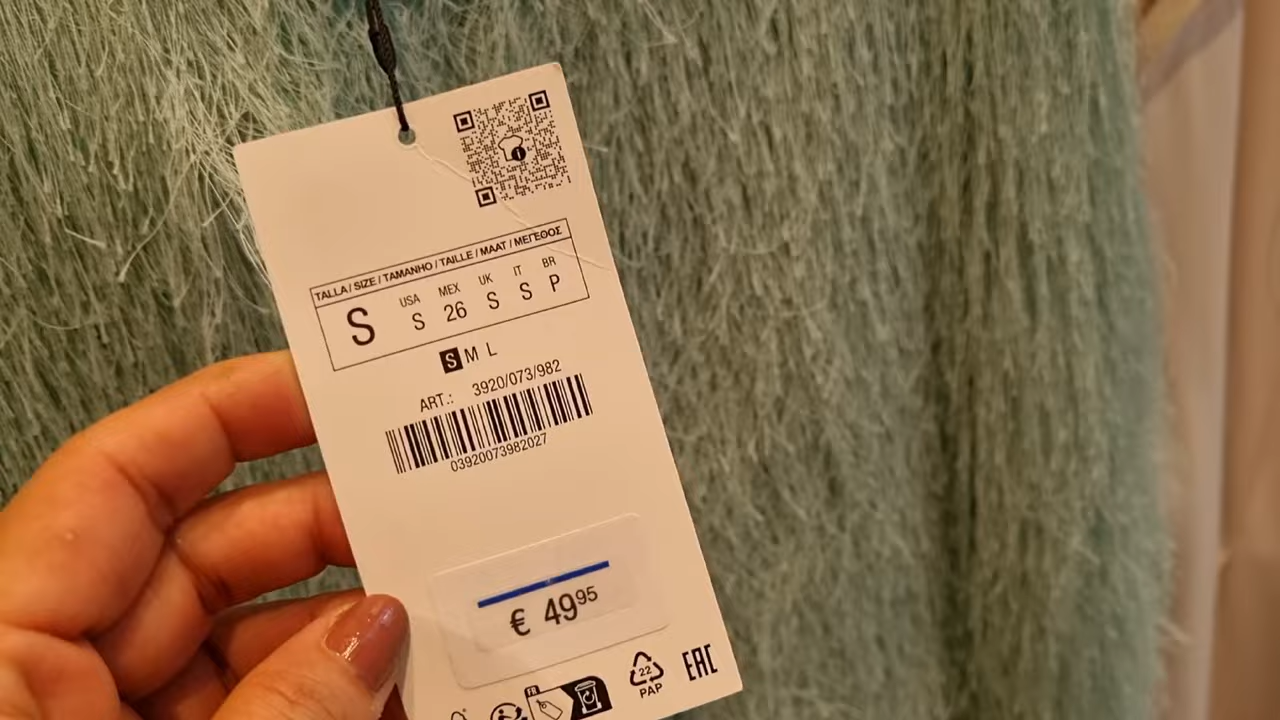 TALLA / SIZE / TAMANHO / TAILLE / MAAT / ΜΕΓΕΘΟΣ
USA MEX UK IT BR
S S 26 S S P
S M L
ART.: 3920/073/982
03920073982027
€ 4995
FR
22
PAP
EAC